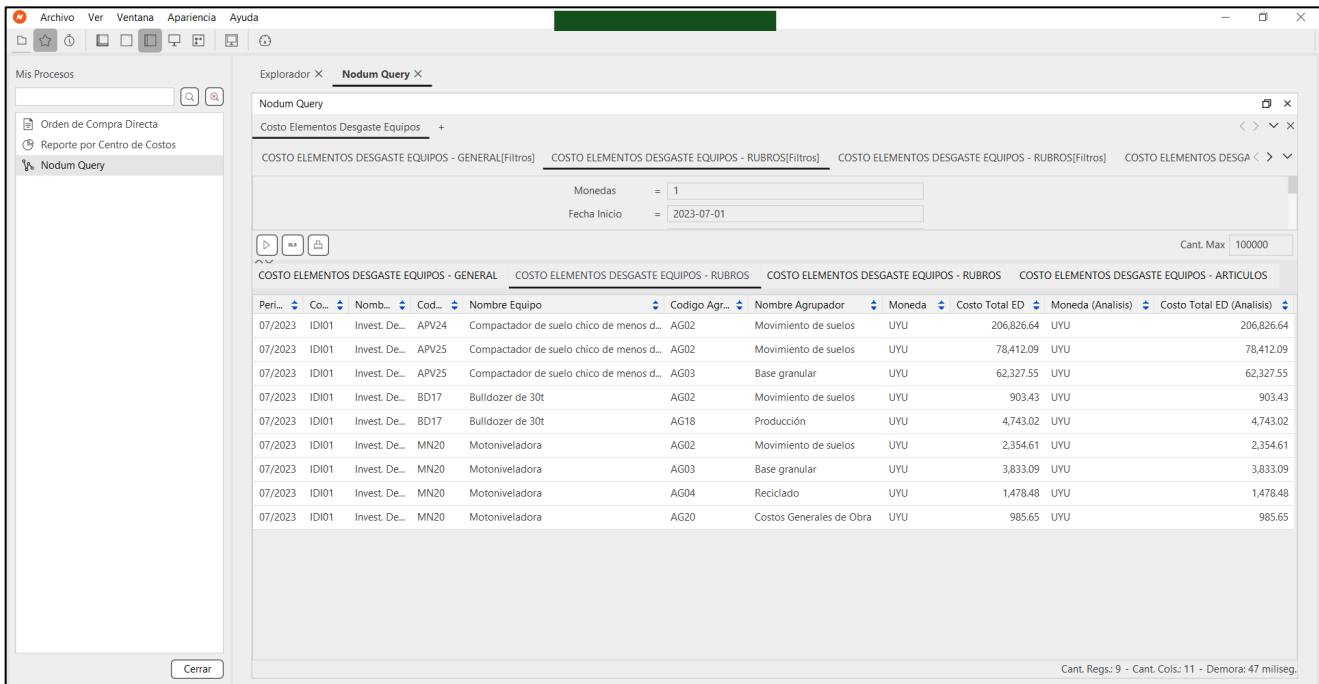 Archivo Ver Ventana Apariencia Ayuda
Mis Procesos
Orden de Compra Directa
Reporte por Centro de Costos
Nodum Query
Cerrar
Explorador Nodum Query
Nodum Query
Costo Elementos Desgaste Equipos +
COSTO ELEMENTOS DESGASTE EQUIPOS - GENERAL[Filtros] COSTO ELEMENTOS DESGASTE EQUIPOS - RUBROS[Filtros] COSTO ELEMENTOS DESGASTE EQUIPOS - RUBROS[Filtros] COSTO ELEMENTOS DESGA
Monedas = 1
Fecha Inicio = 2023-07-01
XLS Cant. Max 100000
COSTO ELEMENTOS DESGASTE EQUIPOS - GENERAL COSTO ELEMENTOS DESGASTE EQUIPOS - RUBROS COSTO ELEMENTOS DESGASTE EQUIPOS - RUBROS COSTO ELEMENTOS DESGASTE EQUIPOS - ARTICULOS
Peri... Co... Nomb... Cod... Nombre Equipo Codigo Agr... Nombre Agrupador Moneda Costo Total ED Moneda (Analisis) Costo Total ED (Analisis)
07/2023 IDI01 Invest. De... APV24 Compactador de suelo chico de menos d... AG02 Movimiento de suelos UYU 206,826.64 UYU 206,826.64
07/2023 IDI01 Invest. De... APV25 Compactador de suelo chico de menos d... AG02 Movimiento de suelos UYU 78,412.09 UYU 78,412.09
07/2023 IDI01 Invest. De... APV25 Compactador de suelo chico de menos d... AG03 Base granular UYU 62,327.55 UYU 62,327.55
07/2023 IDI01 Invest. De... BD17 Bulldozer de 30t AG02 Movimiento de suelos UYU 903.43 UYU 903.43
07/2023 IDI01 Invest. De... BD17 Bulldozer de 30t AG18 Producción UYU 4,743.02 UYU 4,743.02
07/2023 IDI01 Invest. De... MN20 Motoniveladora AG02 Movimiento de suelos UYU 2,354.61 UYU 2,354.61
07/2023 IDI01 Invest. De... MN20 Motoniveladora AG03 Base granular UYU 3,833.09 UYU 3,833.09
07/2023 IDI01 Invest. De... MN20 Motoniveladora AG04 Reciclado UYU 1,478.48 UYU 1,478.48
07/2023 IDI01 Invest. De... MN20 Motoniveladora AG20 Costos Generales de Obra UYU 985.65 UYU 985.65
Cant. Regs.: 9 - Cant. Cols.: 11 - Demora: 47 miliseg.